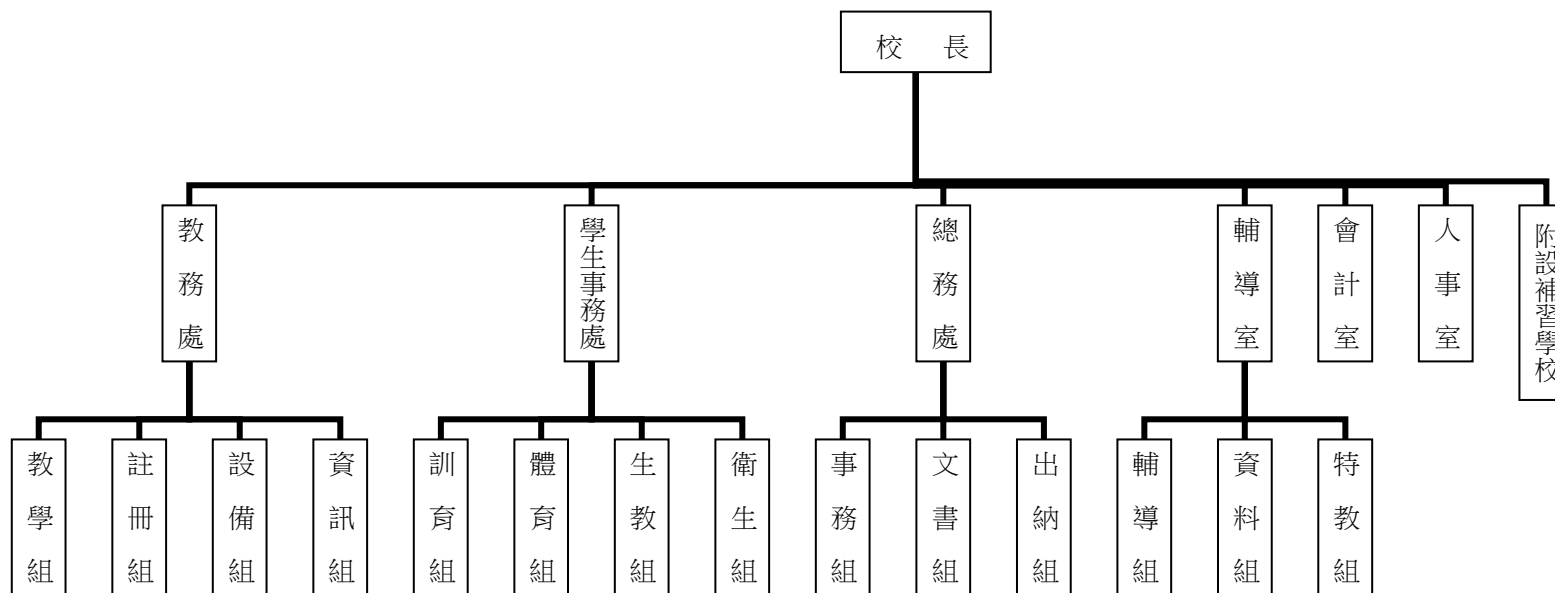 校 長
教務處
學生事務處
總務處
輔導室
會計室
人事室
附設補習學校
教學組
註冊組
設備組
資訊組
訓育組
體育組
生教組
衛生組
事務組
文書組
出納組
輔導組
資料組
特教組